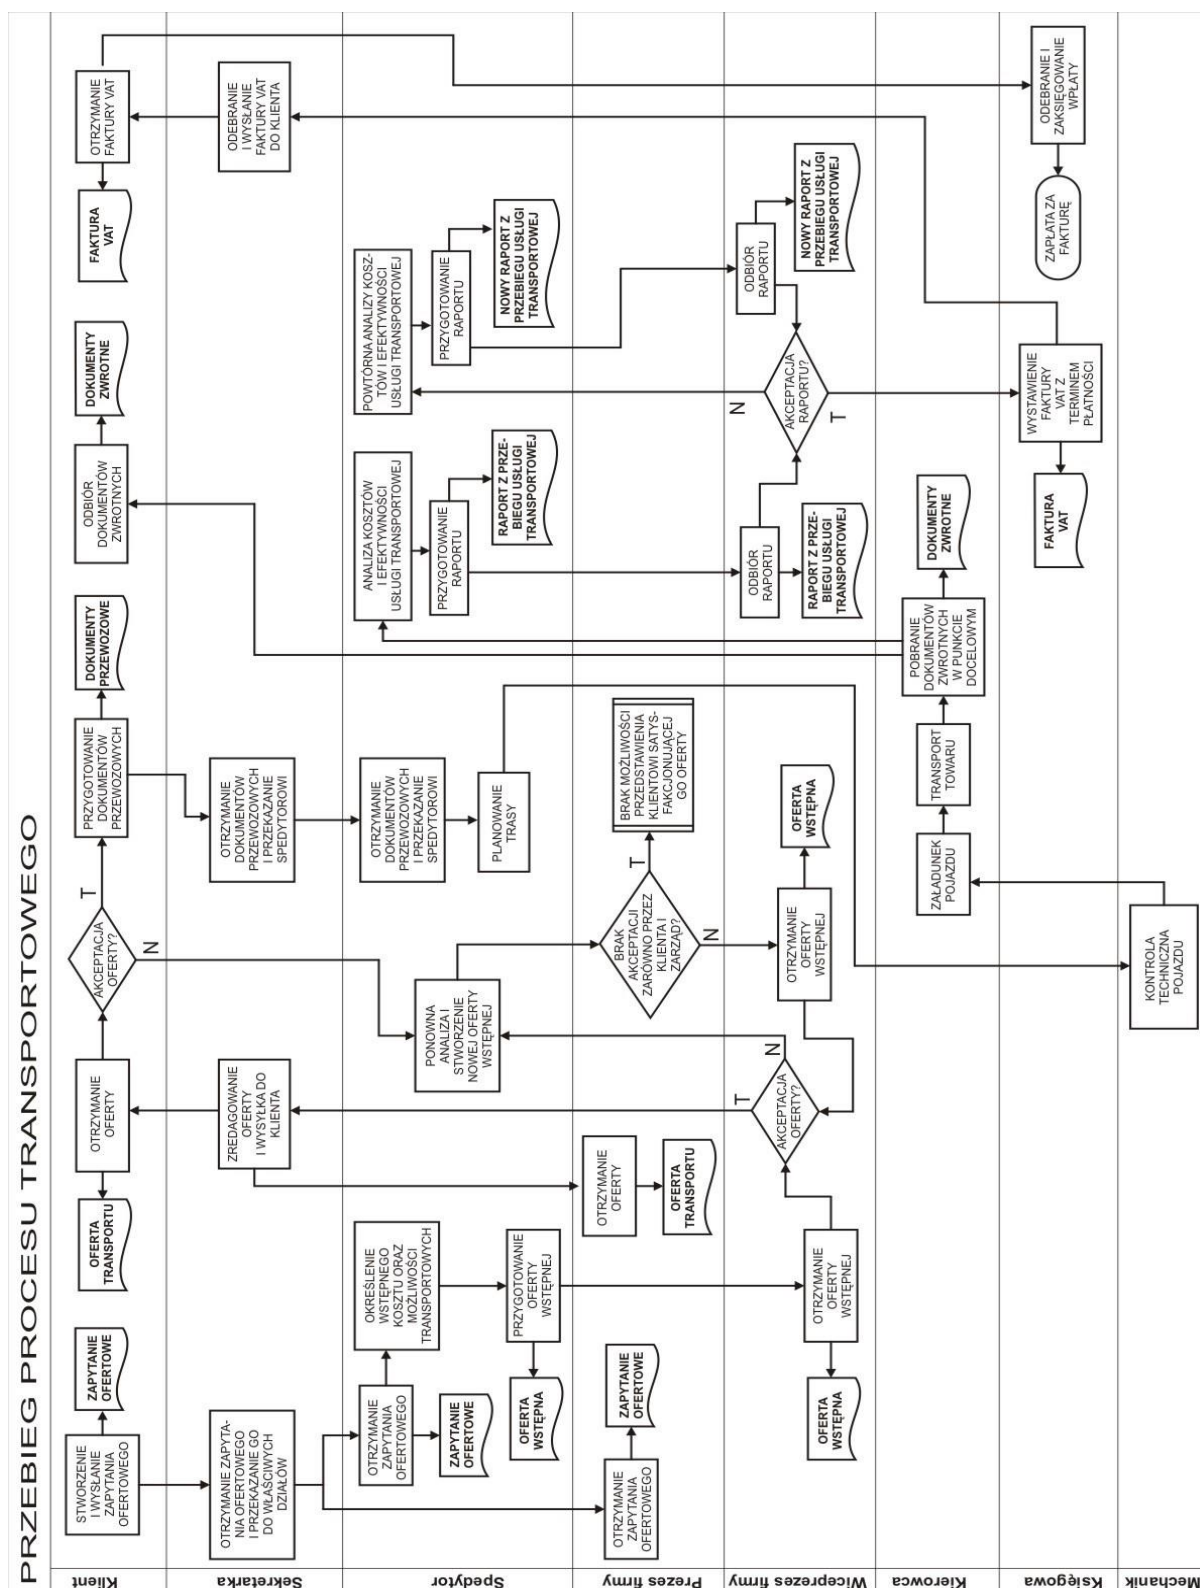 PRZEBIEG PROCESU TRANSPORTOWEGO
Klient
STWORZENIE
I WYSŁANIE
ZAPYTANIA
OFERTOWEGO
ZAPYTANIE
OFERTOWE
OFERTA
TRANSPORTU
OTRZYMANIE
OFERTY
AKCEPTACJA
OFERTY?
T
N
PRZYGOTOWANIE
DOKUMENTÓW
PRZEWOZOWYCH
DOKUMENTY
PRZEWOZOWE
ODBIÓR
DOKUMENTÓW
ZWROTNYCH
DOKUMENTY
ZWROTNE
FAKTURA
VAT
OTRZYMANIE
FAKTURY VAT
Sekretarka
OTRZYMANIE ZAPYTA-
NIA OFERTOWEGO
I PRZEKAZANIE GO
DO WŁAŚCIWYCH
DZIAŁÓW
ZREDAGOWANIE
OFERTY
I WYSYŁKA DO
KLIENTA
OTRZYMANIE
DOKUMENTÓW
PRZEWOZOWYCH
I PRZEKAZANIE
SPEDYTOROWI
ODEBRANIE
I WYSŁANIE
FAKTURY VAT
DO KLIENTA
Spedytor
OTRZYMANIE
ZAPYTANIA
OFERTOWEGO
ZAPYTANIE
OFERTOWE
OKREŚLENIE
WSTĘPNEGO
KOSZTU ORAZ
MOŻLIWOŚCI
TRANSPORTOWYCH
PRZYGOTOWANIE
OFERTY
WSTĘPNEJ
OFERTA
WSTĘPNA
PONOWNA
ANALIZA I
STWORZENIE
NOWEJ OFERTY
WSTĘPNEJ
OTRZYMANIE
DOKUMENTÓW
PRZEWOZOWYCH
I PRZEKAZANIE
SPEDYTOROWI
PLANOWANIE
TRASY
ANALIZA KOSZTÓW
I EFEKTYWNOŚCI
USŁUGI TRANSPORTOWEJ
PRZYGOTOWANIE
RAPORTU
RAPORT Z PRZE-
BIEGU USŁUGI
TRANSPORTOWEJ
POWTÓRNA ANALIZY KOSZ-
TÓW I EFEKTYWNOŚCI
USŁUGI TRANSPORTOWEJ
PRZYGOTOWANIE
RAPORTU
NOWY RAPORT Z
PRZEBIEGU USŁUGI
TRANSPORTOWEJ
Prezes firmy
OTRZYMANIE
ZAPYTANIA
OFERTOWEGO
ZAPYTANIE
OFERTOWE
OTRZYMANIE
OFERTY
OFERTA
TRANSPORTU
BRAK
AKCEPTACJI
ZARÓWNO PRZEZ
KLIENTA I
ZARZĄD?
T
N
BRAK MOŻLIWOŚCI
PRZEDSTAWIENIA
KLIENTOWI SATYS-
FAKCJONUJĄCEJ
GO OFERTY
Wiceprezes firmy
OTRZYMANIE
OFERTY
WSTĘPNEJ
OFERTA
WSTĘPNA
AKCEPTACJA
OFERTY?
T
N
OTRZYMANIE
OFERTY
WSTĘPNEJ
OFERTA
WSTĘPNA
ODBIÓR
RAPORTU
RAPORT Z PRZE-
BIEGU USŁUGI
TRANSPORTOWEJ
AKCEPTACJA
RAPORTU?
N
T
ODBIÓR
RAPORTU
NOWY RAPORT Z
PRZEBIEGU USŁUGI
TRANSPORTOWEJ
Kierowca
ZAŁADUNEK
POJAZDU
TRANSPORT
TOWARU
POBRANIE
DOKUMENTÓW
ZWROTNYCH
W PUNKCIE
DOCELOWYM
DOKUMENTY
ZWROTNE
Księgowa
FAKTURA
VAT
WYSTAWIENIE
FAKTURY
VAT Z
TERMINEM
PŁATNOŚCI
ZAPŁATA ZA
FAKTURĘ
ODEBRANIE I
ZAKSIĘGOWANIE
WPŁATY
Mechanik
KONTROLA
TECHNICZNA
POJAZDU